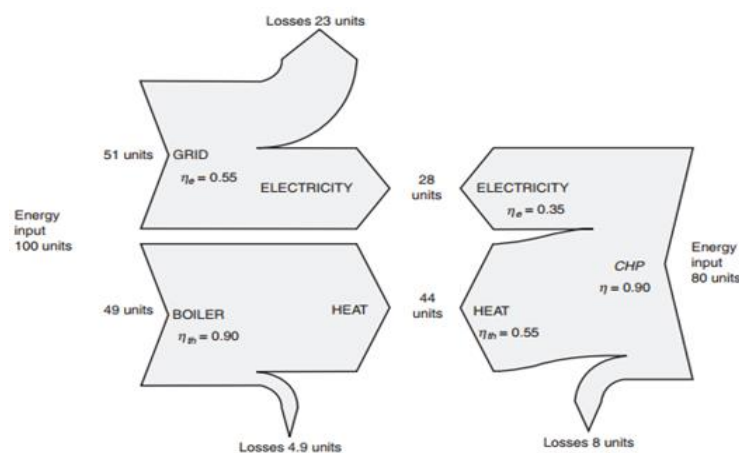 Losses 23 units
51 units
GRID
ηe = 0.55
ELECTRICITY
28
units
ELECTRICITY
ηe = 0.35
Energy
input
100 units
CHP
η = 0.90
Energy
input
80 units
49 units
BOILER
ηth = 0.90
HEAT
44
units
HEAT
ηth = 0.55
Losses 4.9 units
Losses 8 units